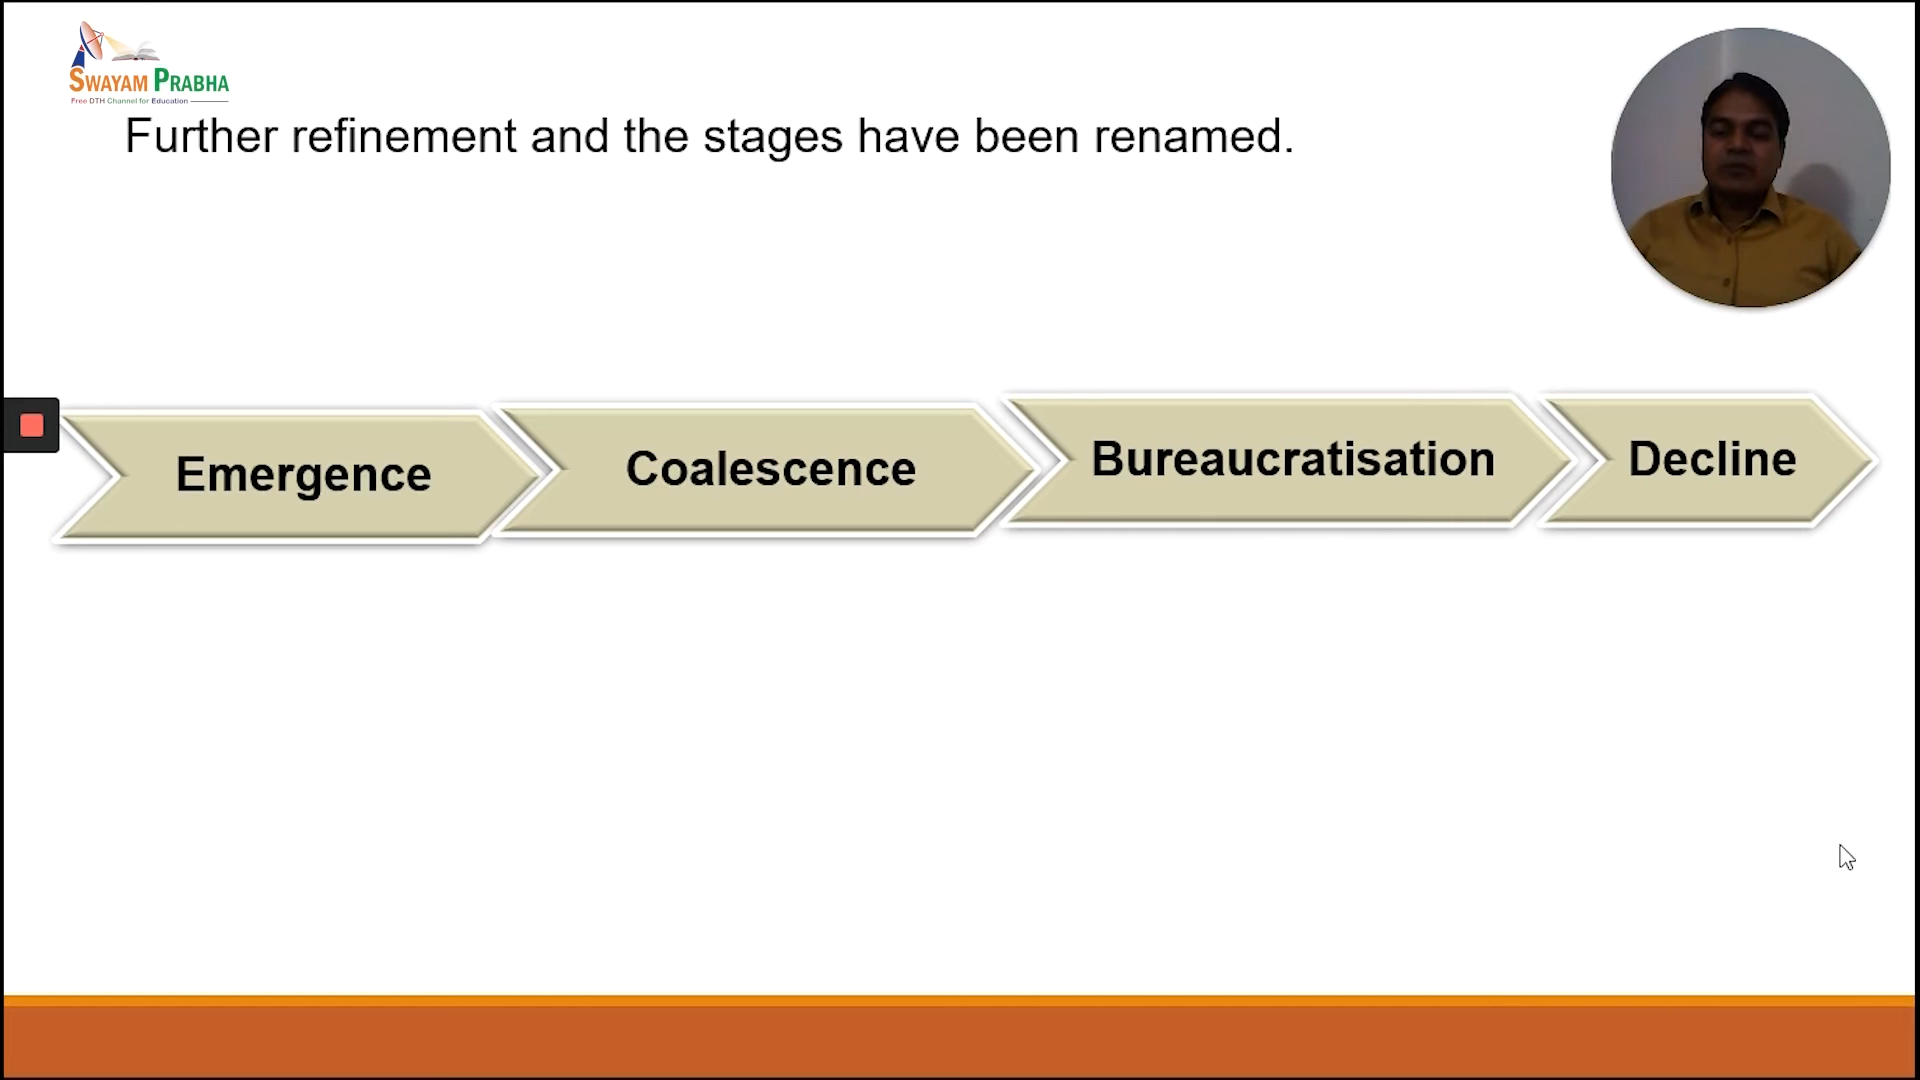 SWAYAM PRABHA
Free DTH Channel for Education
Further refinement and the stages have been renamed.
Emergence
Coalescence
Bureaucratisation
Decline